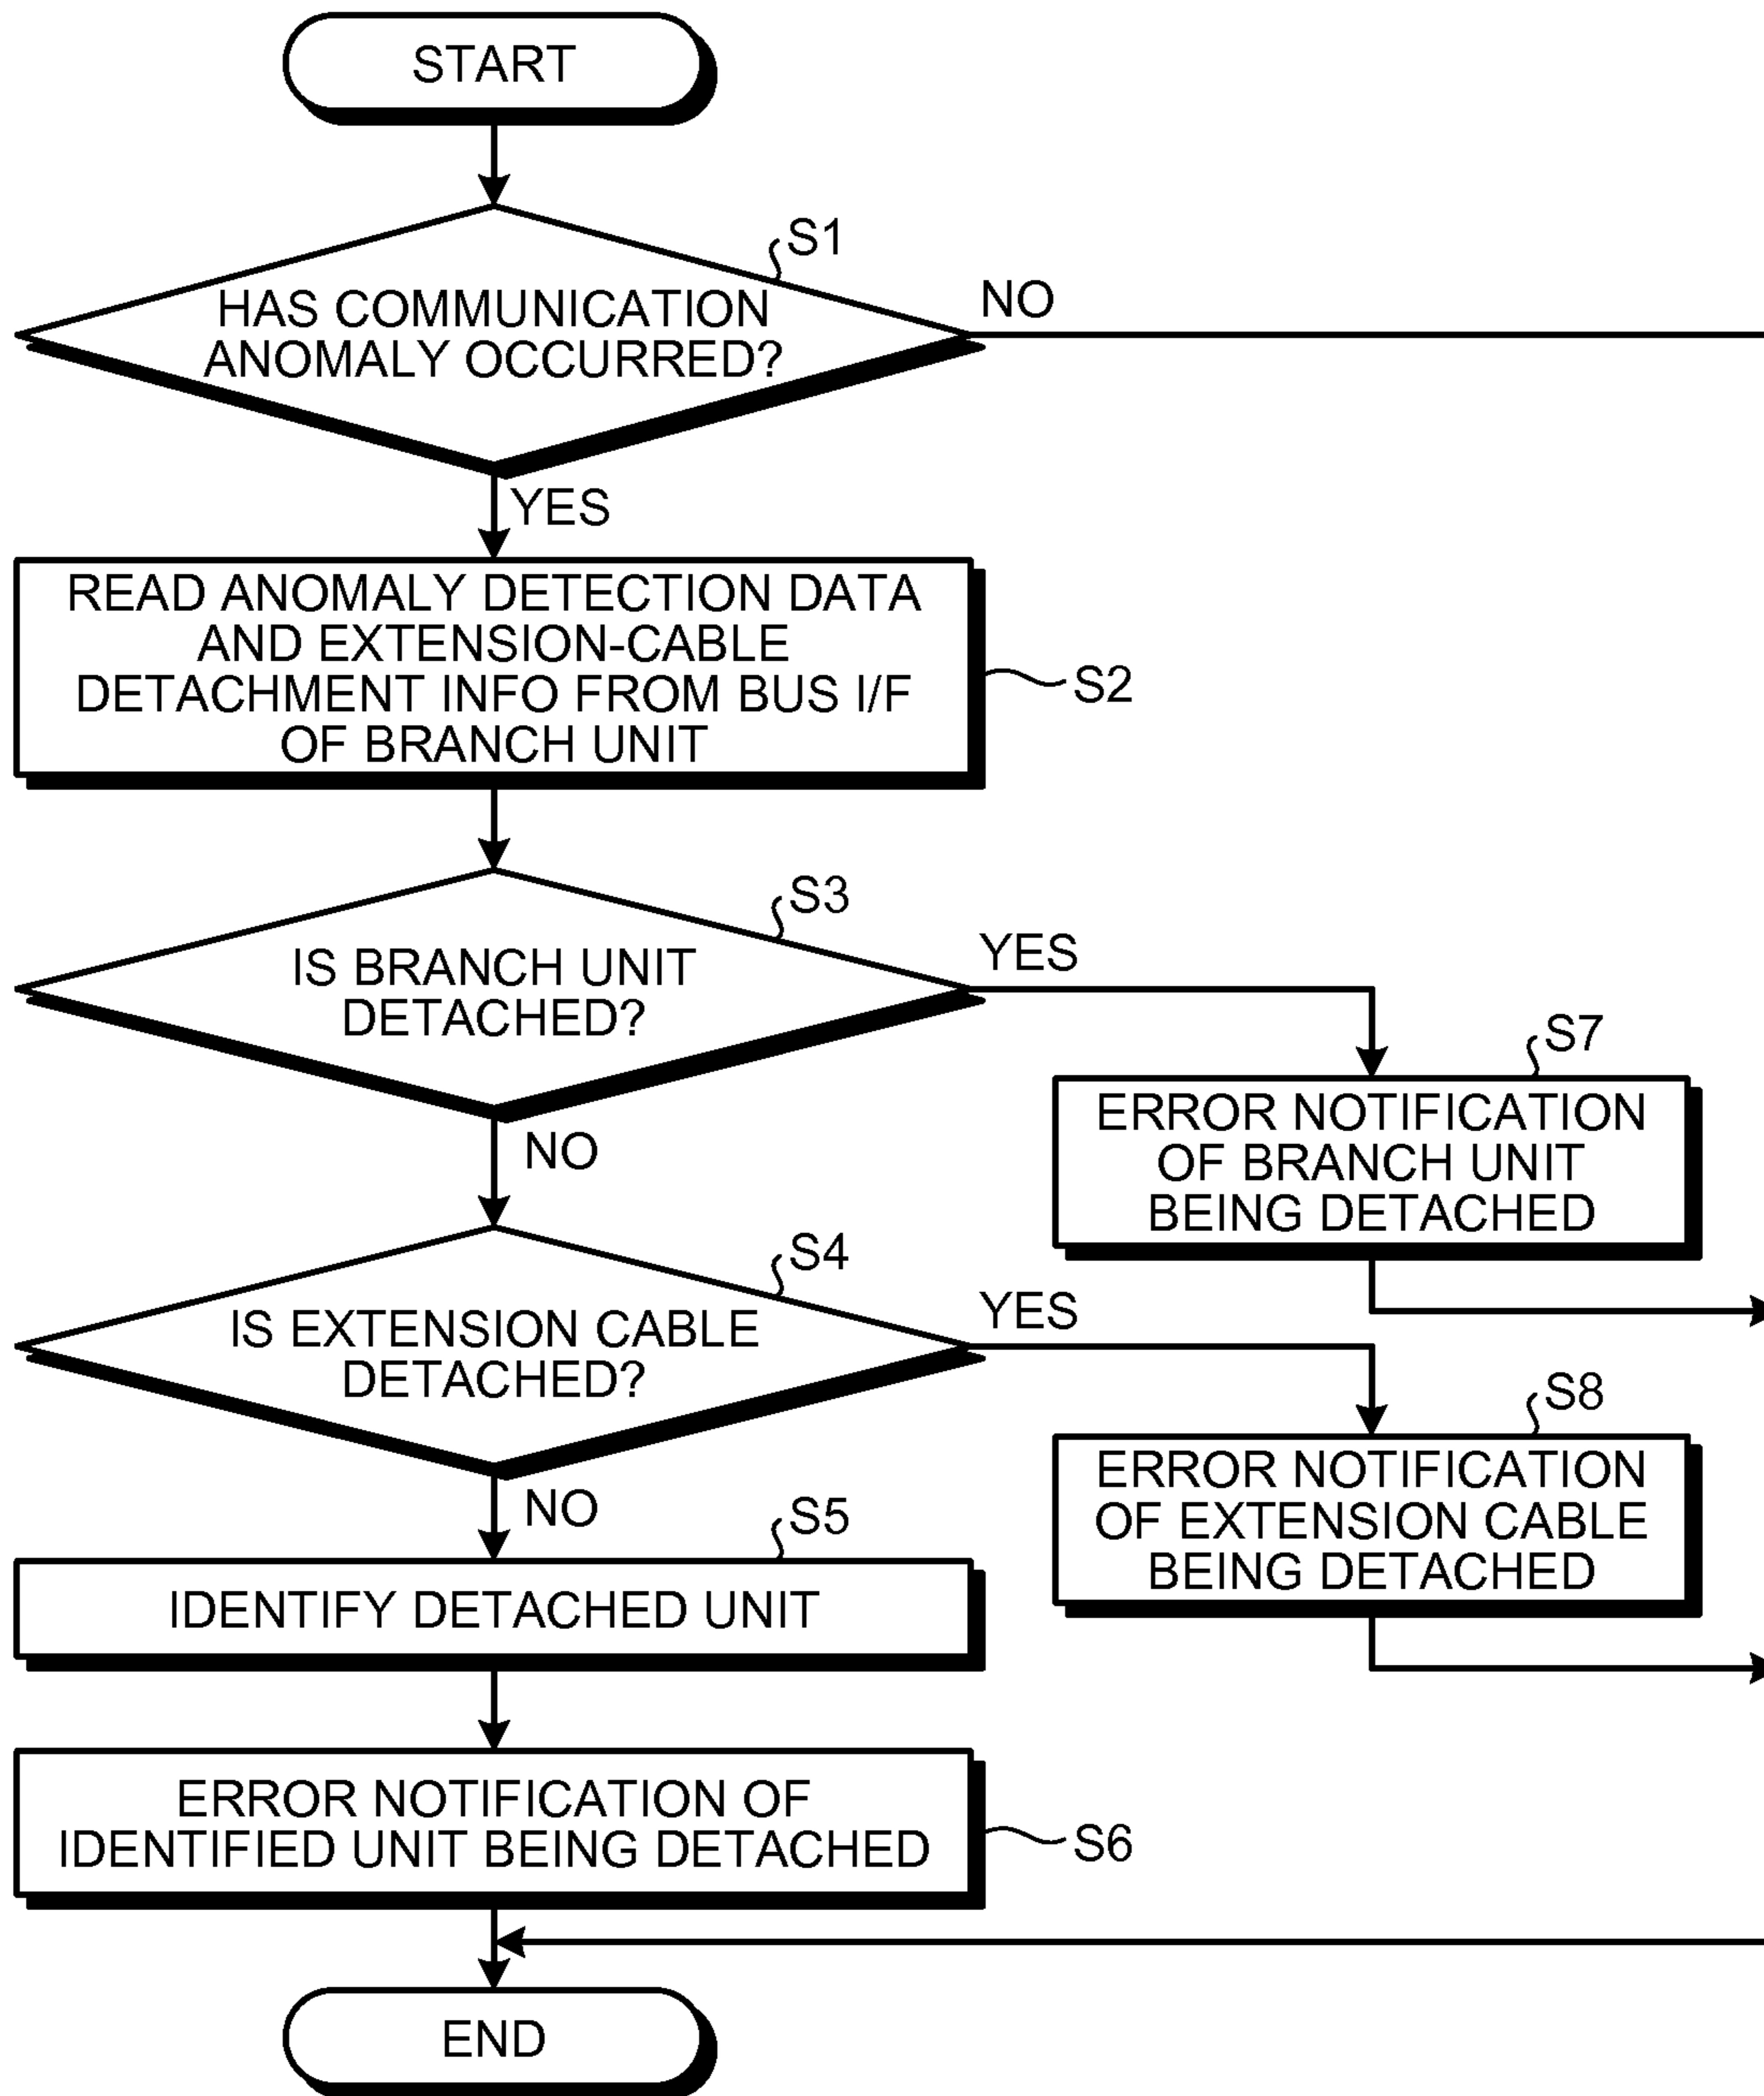 START
S1
HAS COMMUNICATION
ANOMALY OCCURRED?
NO
YES
READ ANOMALY DETECTION DATA
AND EXTENSION-CABLE
DETACHMENT INFO FROM BUS I/F
OF BRANCH UNIT
S2
S3
IS BRANCH UNIT
DETACHED?
YES
NO
S7
ERROR NOTIFICATION
OF BRANCH UNIT
BEING DETACHED
S4
IS EXTENSION CABLE
DETACHED?
YES
NO
S8
ERROR NOTIFICATION
OF EXTENSION CABLE
BEING DETACHED
S5
IDENTIFY DETACHED UNIT
ERROR NOTIFICATION OF
IDENTIFIED UNIT BEING DETACHED
S6
END